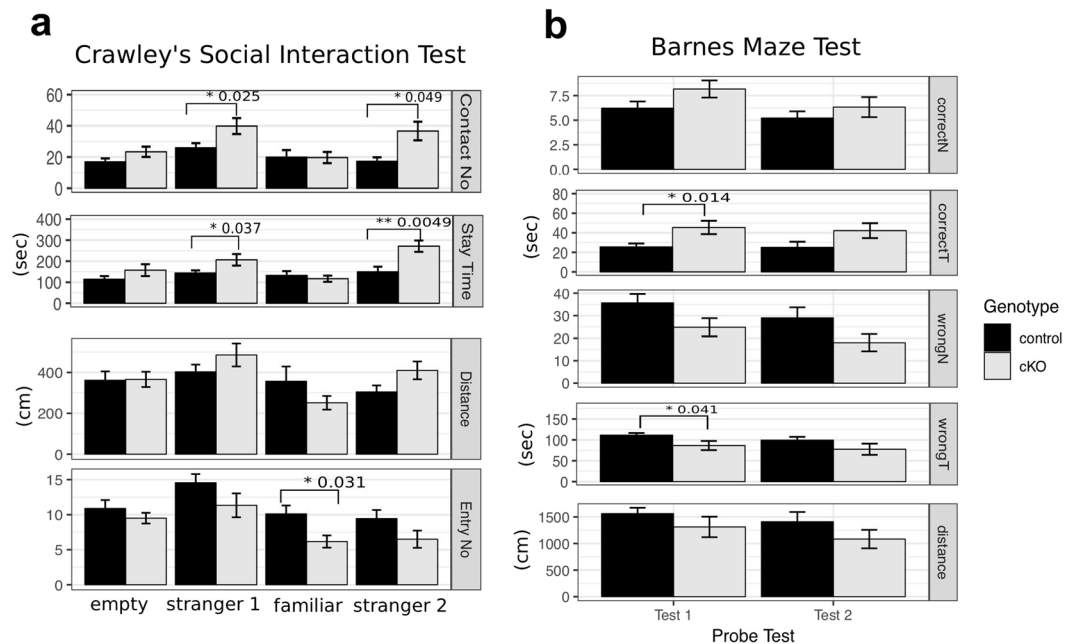 a
Crawley's Social Interaction Test
60
40
20
0
* 0.025
* 0.049
Contact No
(sec)
400
300
200
100
0
* 0.037
** 0.0049
Stay Time
(cm)
400
200
0
Distance
15
10
5
0
* 0.031
Entry No
empty stranger 1 familiar stranger 2
b
Barnes Maze Test
7.5
5.0
2.5
0.0
correctN
(sec)
80
60
40
20
0
* 0.014
correctT
40
30
20
10
0
wrongN
(sec)
150
100
50
0
* 0.041
wrongT
(cm)
1500
1000
500
0
distance
Test 1 Test 2
Probe Test
Genotype
control
cKO